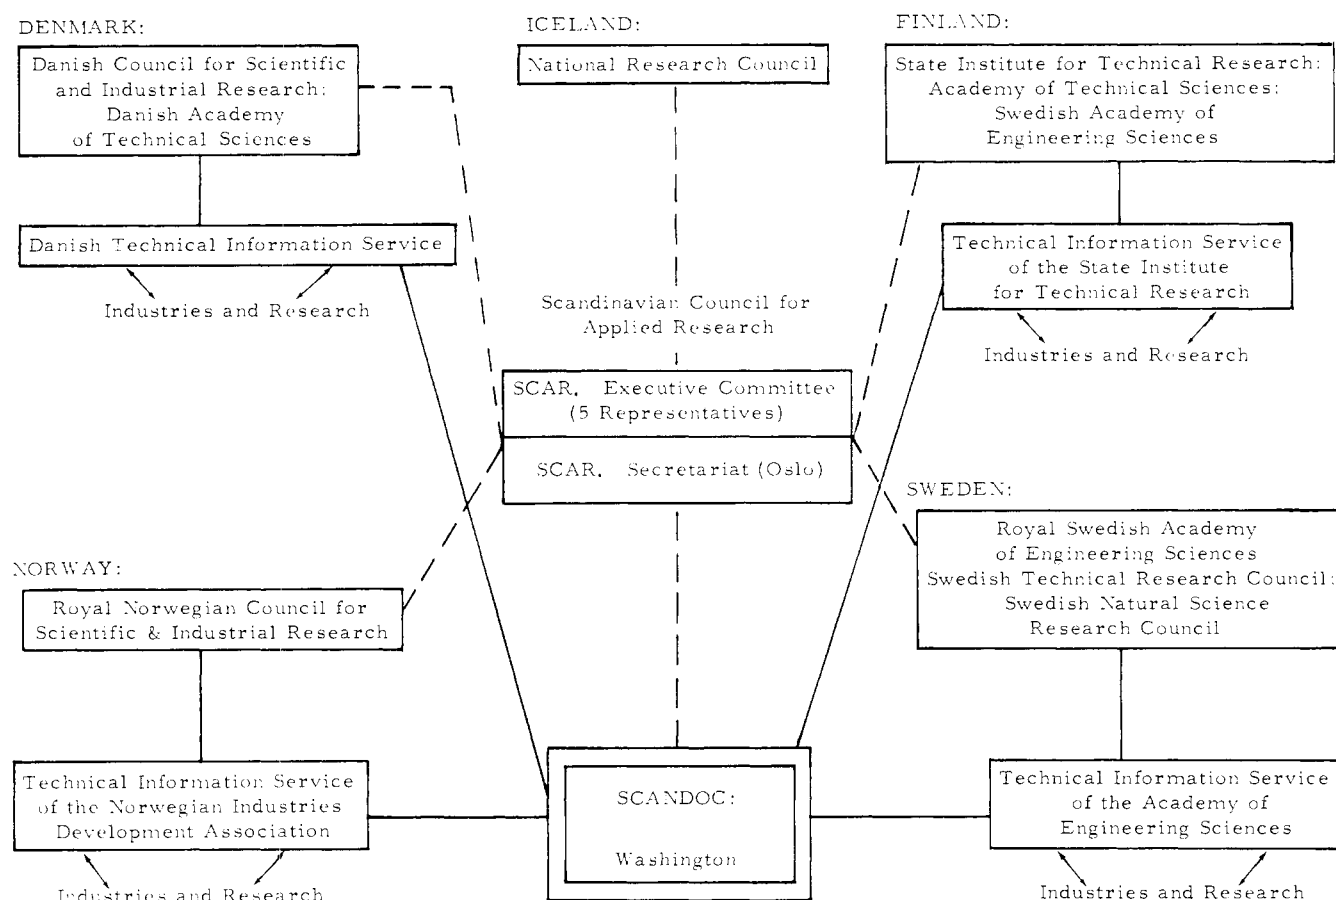 DENMARK:
Danish Council for Scientific
and Industrial Research:
Danish Academy
of Technical Sciences
Danish Technical Information Service
Industries and Research
ICELAND:
National Research Council
Scandinavian Council for
Applied Research
SCAR. Executive Committee
(5 Representatives)
SCAR. Secretariat (Oslo)
FINLAND:
State Institute for Technical Research:
Academy of Technical Sciences:
Swedish Academy of
Engineering Sciences
Technical Information Service
of the State Institute
for Technical Research
Industries and Research
NORWAY:
Royal Norwegian Council for
Scientific & Industrial Research
Technical Information Service
of the Norwegian Industries
Development Association
Industries and Research
SCANDOC:
Washington
SWEDEN:
Royal Swedish Academy
of Engineering Sciences
Swedish Technical Research Council:
Swedish Natural Science
Research Council
Technical Information Service
of the Academy of
Engineering Sciences
Industries and Research